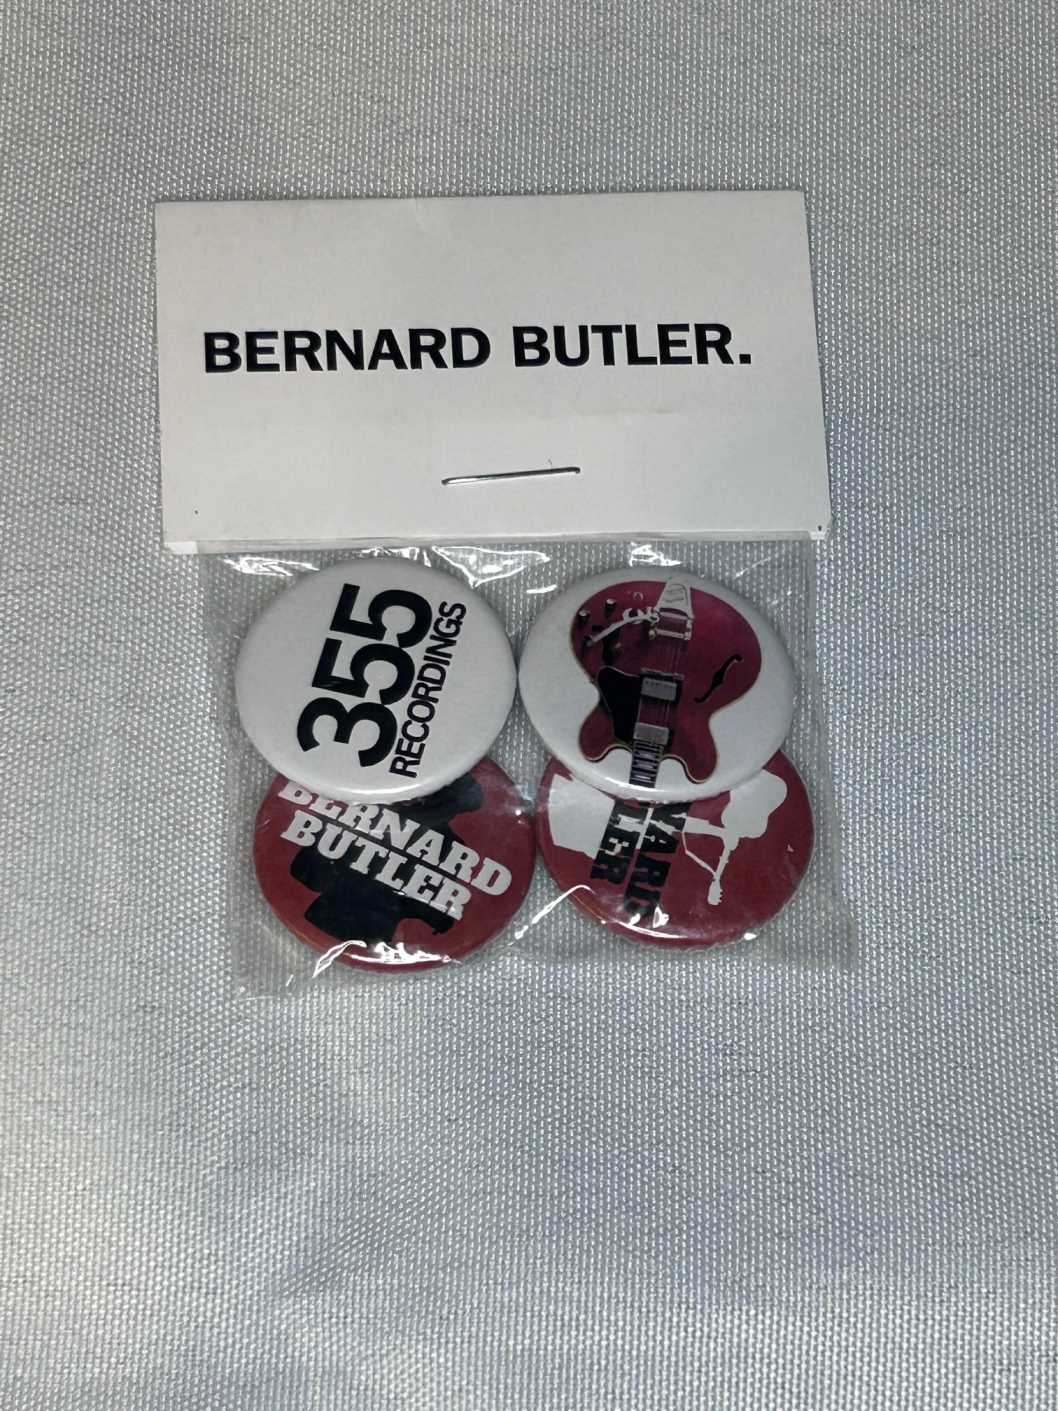 BERNARD BUTLER.
355
RECORDINGS
BERNARD
BUTLER